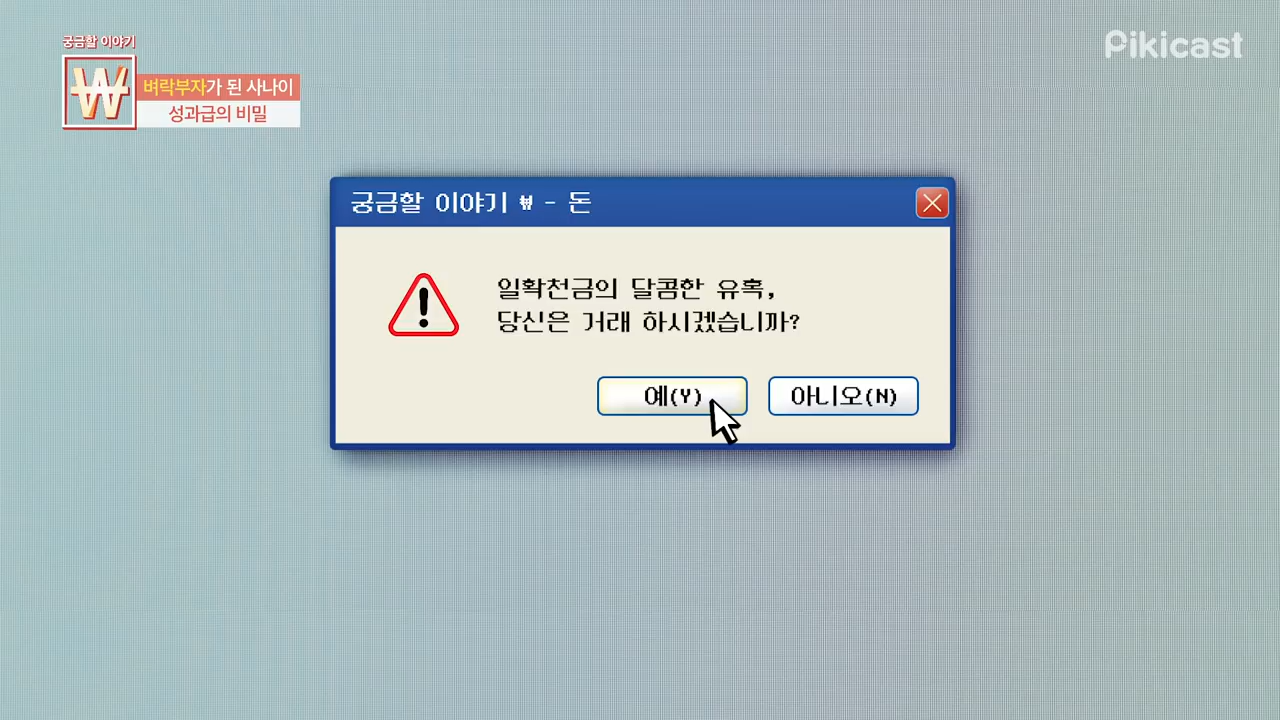 궁금할 이야기
₩
벼락부자가 된 사나이
성과급의 비밀
Pikicast
궁금할 이야기 ₩ - 돈
일확천금의 달콤한 유혹,
당신은 거래 하시겠습니까?
예(Y)
아니오(N)